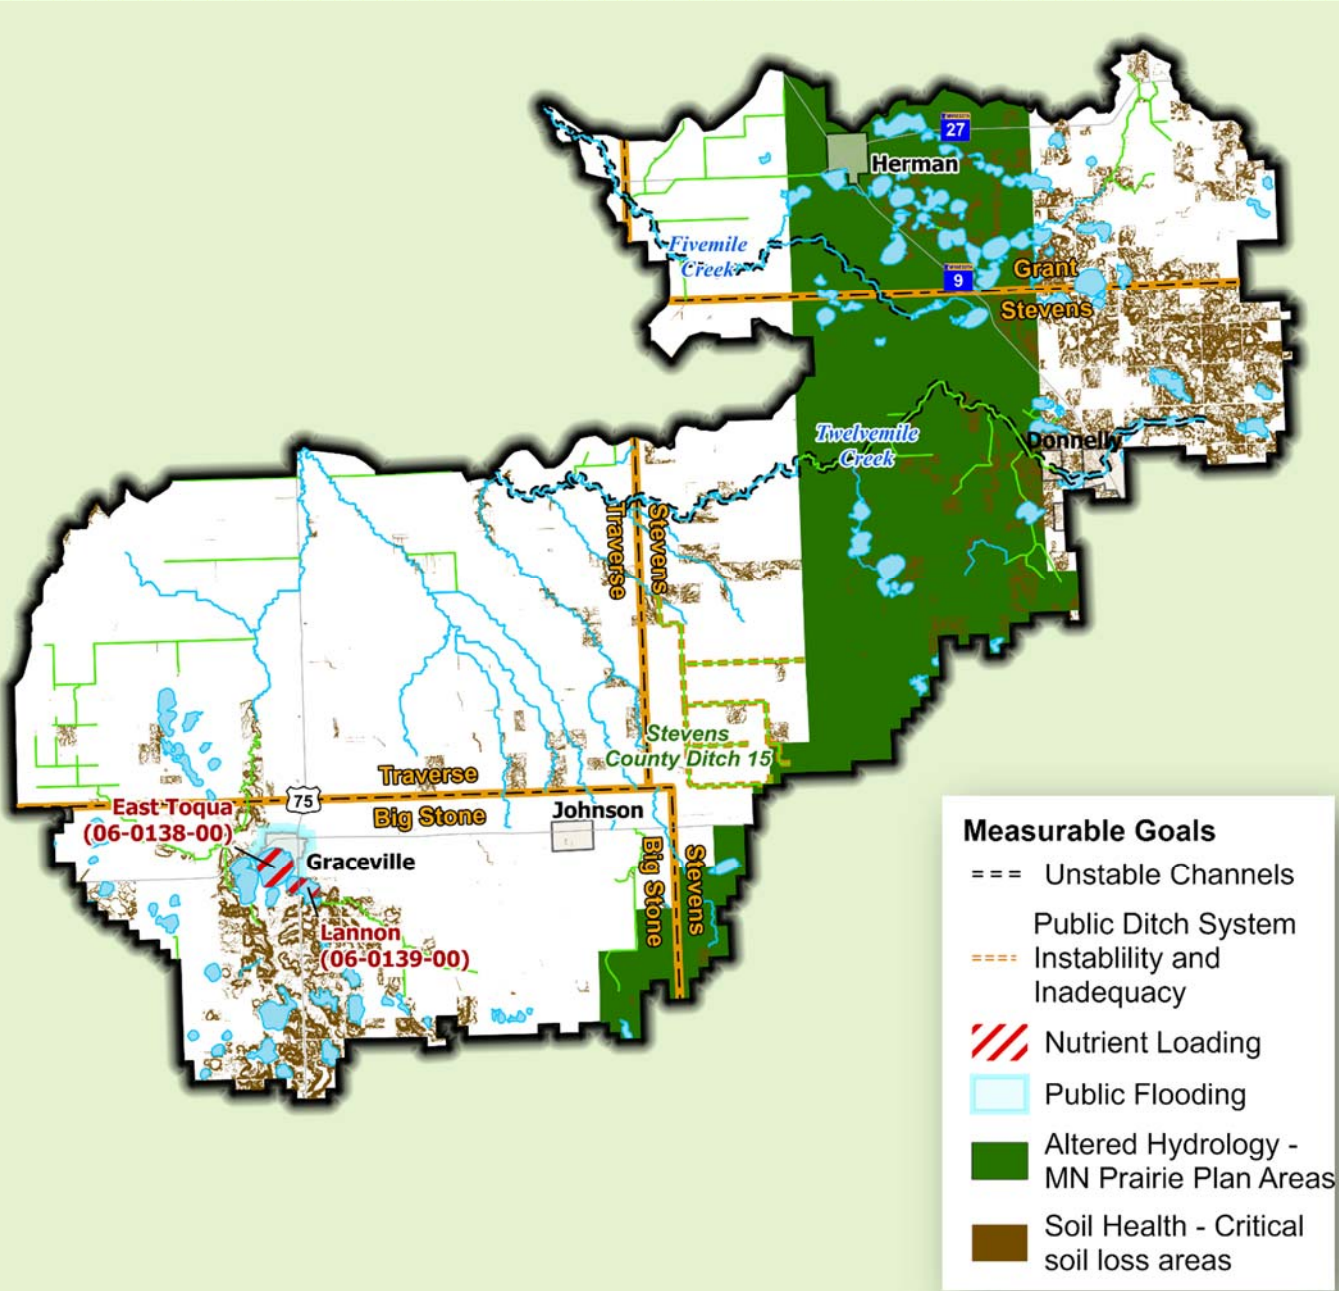 27
Herman
Fivemile
Creek
Grant
9
Stevens
Twelvemile
Creek
Donnelly
Stevens
Traverse
Stevens
County Ditch 15
Traverse
75
East Toqua
(06-0138-00)
Big Stone
Johnson
Graceville
Big Stone
Stevens
Lannon
(06-0139-00)
Measurable Goals
Unstable Channels
Public Ditch System
Instablility and
Inadequacy
Nutrient Loading
Public Flooding
Altered Hydrology -
MN Prairie Plan Areas
Soil Health - Critical
soil loss areas